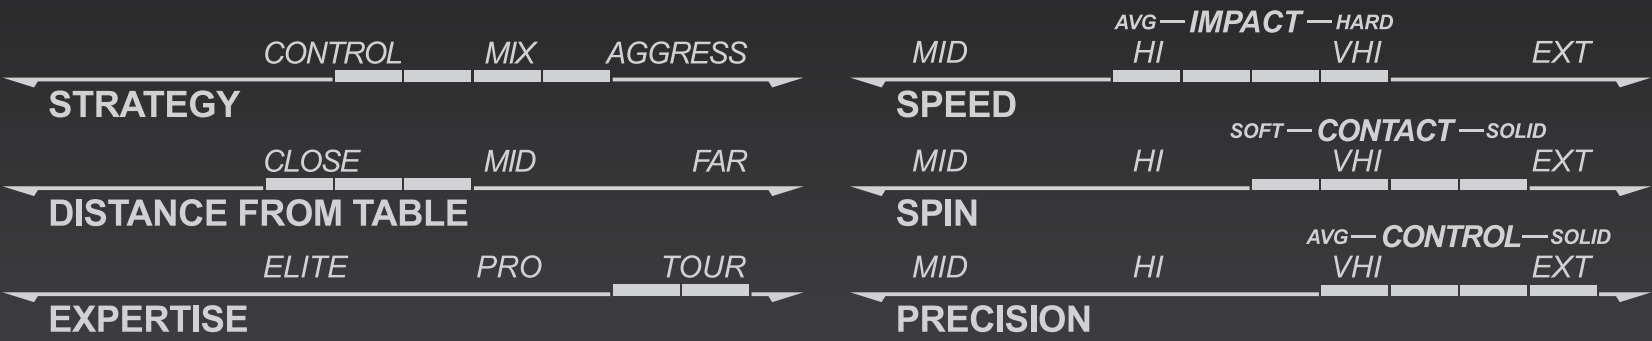 CONTROL MIX AGGRESS
STRATEGY
CLOSE MID FAR
DISTANCE FROM TABLE
ELITE PRO TOUR
EXPERTISE
AVG — IMPACT — HARD
MID HI VHI EXT
SPEED
SOFT — CONTACT — SOLID
MID HI VHI EXT
SPIN
AVG — CONTROL — SOLID
MID HI VHI EXT
PRECISION